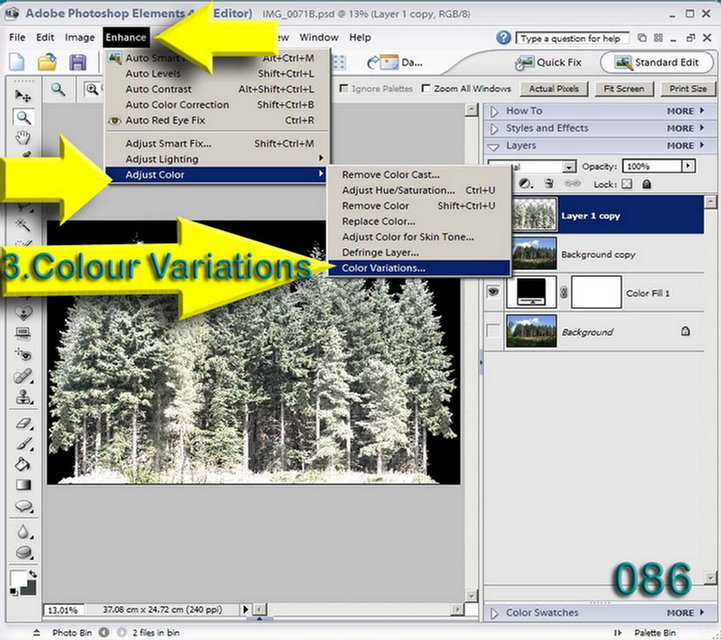 Adobe Photoshop Elements 4 Editor) IMG_0071B.psd @ 13% (Layer 1 copy, RGB/8)
File Edit Image Enhance Window Help Type a question for help
Da... Quick Fix Standard Edit
Ignore Palettes Zoom All Windows Actual Pixels Fit Screen Print Size
Auto Smart Alt+Ctrl+M
Auto Levels Shift+Ctrl+L
Auto Contrast Alt+Shift+Ctrl+L
Auto Color Correction Shift+Ctrl+B
Auto Red Eye Fix Ctrl+R
Adjust Smart Fix... Shift+Ctrl+M
Adjust Lighting
Adjust Color
Remove Color Cast...
Adjust Hue/Saturation... Ctrl+U
Remove Color Shift+Ctrl+U
Replace Color...
Adjust Color for Skin Tone...
Defringe Layer...
Color Variations...
3.Colour Variations
How To MORE
Styles and Effects MORE
Layers MORE
Opacity: 100%
Lock:
Layer 1 copy
Background copy
Color Fill 1
Background
086
13.01% 37.08 cm x 24.72 cm (240 ppi)
Color Swatches MORE
Photo Bin 2 files in bin Palette Bin